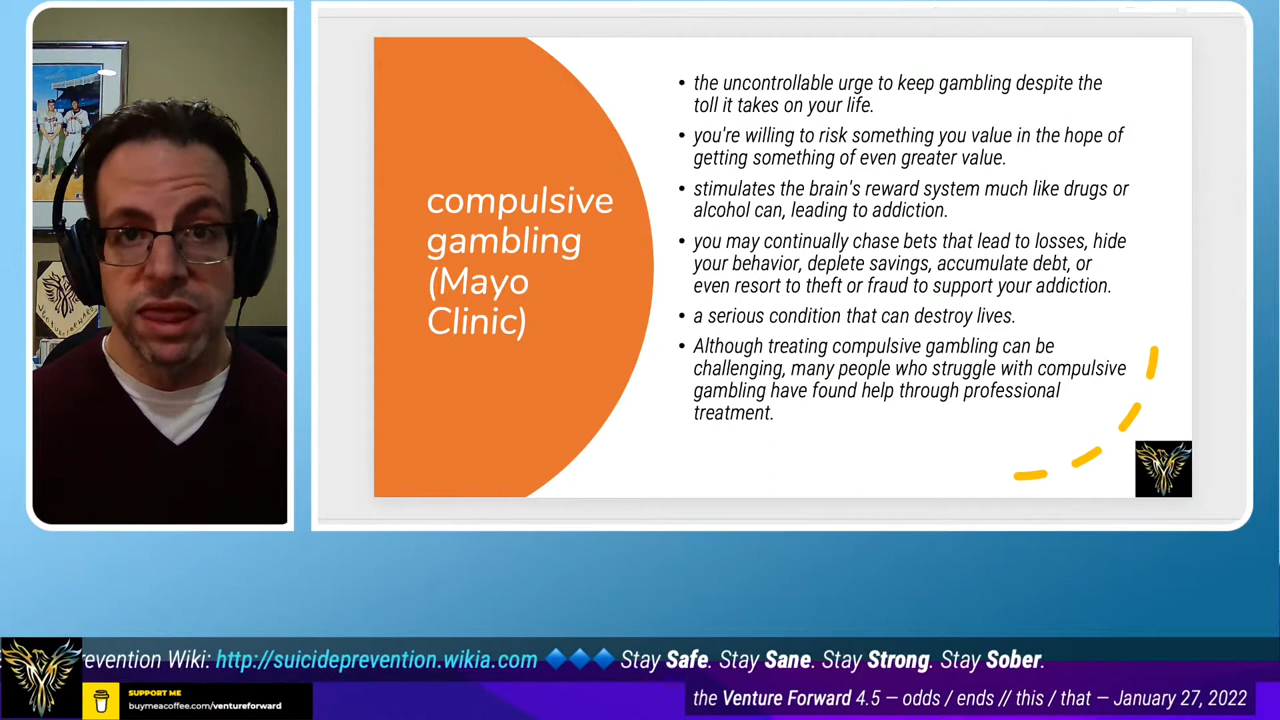 compulsive
gambling
(Mayo
Clinic)
• the uncontrollable urge to keep gambling despite the
toll it takes on your life.
• you're willing to risk something you value in the hope of
getting something of even greater value.
• stimulates the brain's reward system much like drugs or
alcohol can, leading to addiction.
• you may continually chase bets that lead to losses, hide
your behavior, deplete savings, accumulate debt, or
even resort to theft or fraud to support your addiction.
• a serious condition that can destroy lives.
• Although treating compulsive gambling can be
challenging, many people who struggle with compulsive
gambling have found help through professional
treatment.
revention Wiki: http://suicideprevention.wikia.com 🔷🔷🔷 Stay Safe. Stay Sane. Stay Strong. Stay Sober.
SUPPORT ME
buymeacoffee.com/ventureforward
the Venture Forward 4.5 — odds / ends // this / that — January 27, 2022